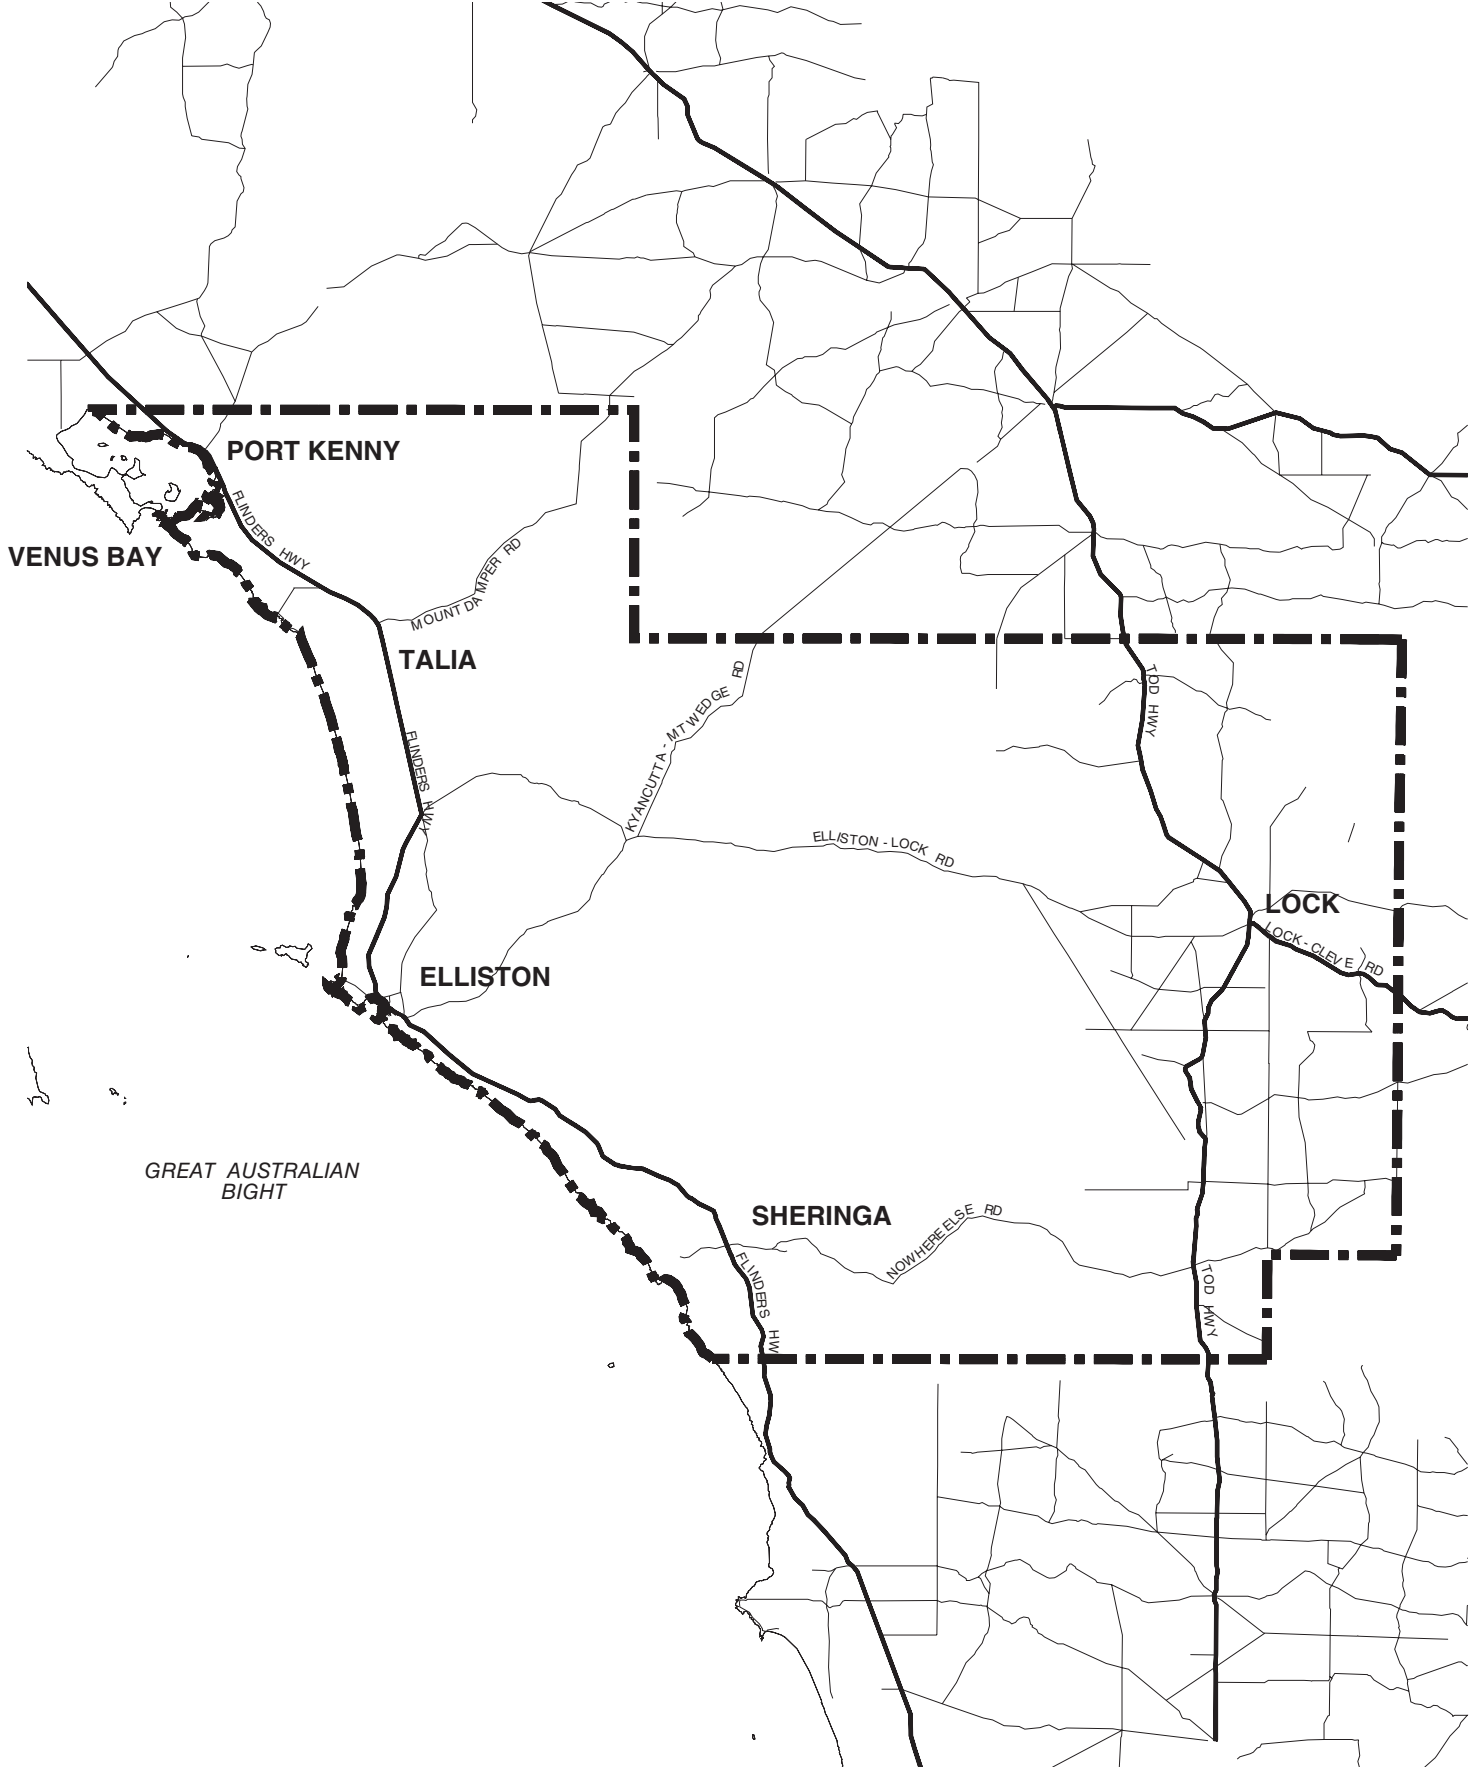 PORT KENNY
FLINDERS HWY
VENUS BAY
MOUNT DAMPER RD
TALIA
KYANCUTTA - MT WEDGE RD
TOD HWY
FLINDERS HWY
ELLISTON - LOCK RD
LOCK
LOCK - CLEVE RD
ELLISTON
GREAT AUSTRALIAN
BIGHT
SHERINGA
NOWHERE ELSE RD
FLINDERS HW
TOD HWY